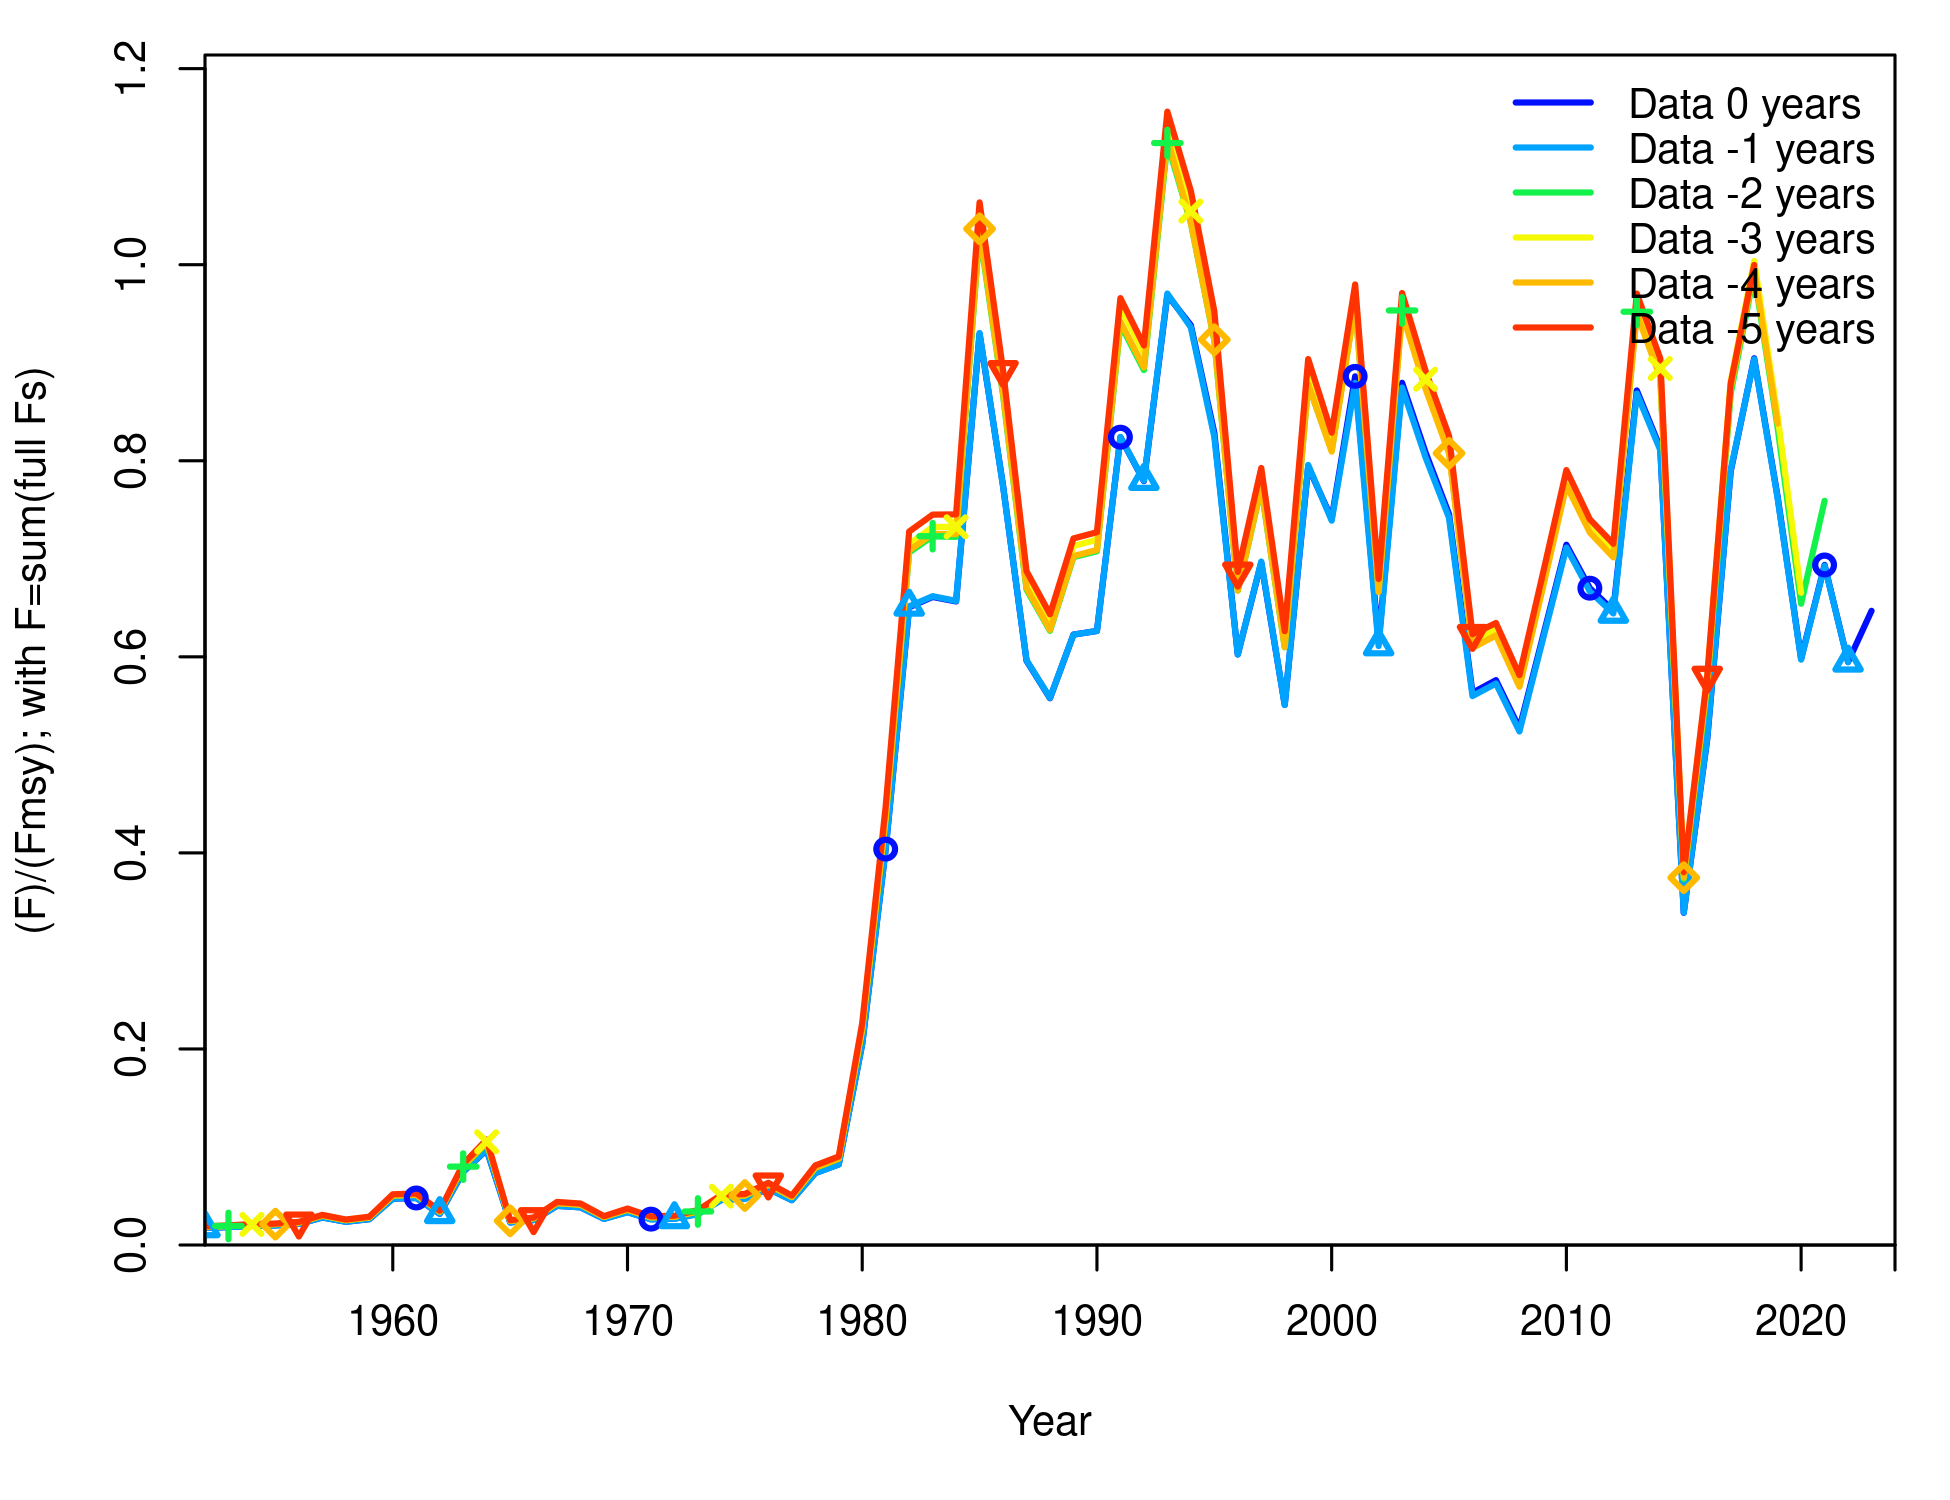 1.2
1.0
0.8
0.6
0.4
0.2
0.0
(F)/(Fmsy); with F=sum(full Fs)
Data 0 years
Data -1 years
Data -2 years
Data -3 years
Data -4 years
Data -5 years
1960
1970
1980
1990
2000
2010
2020
Year